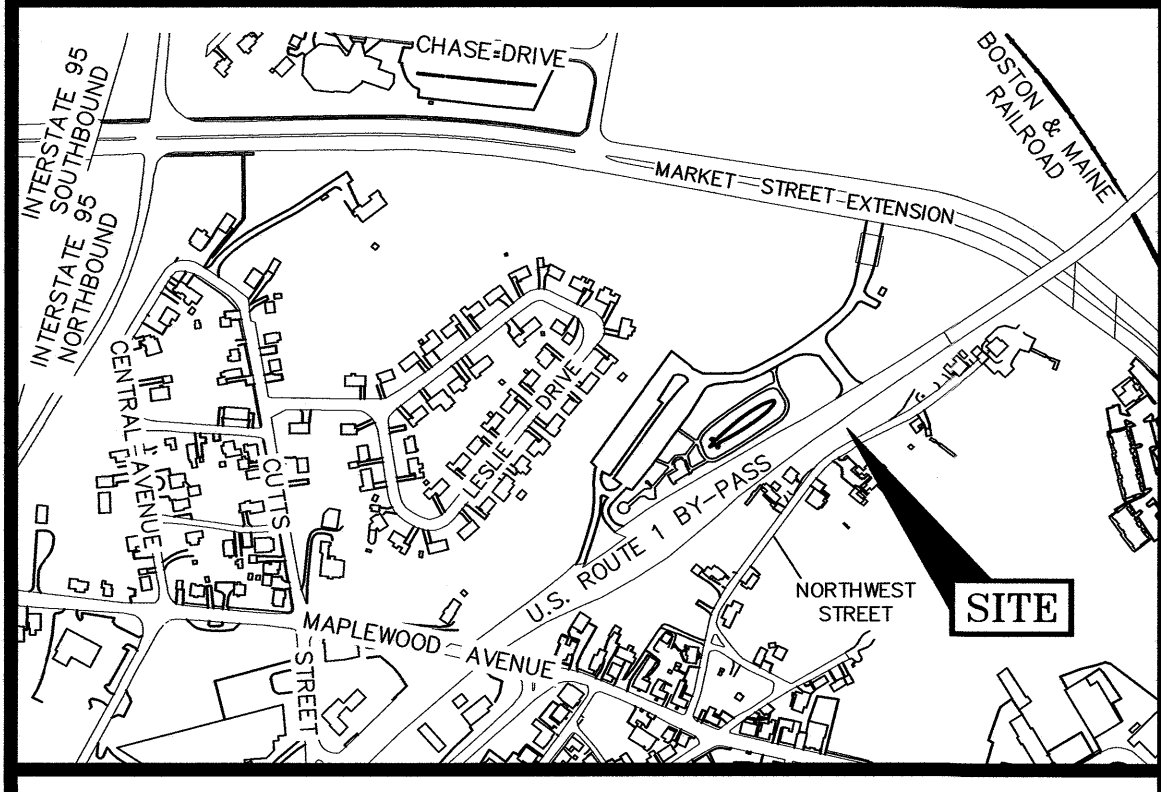 CHASE DRIVE
BOSTON & MAINE
RAILROAD
INTERSTATE 95
SOUTHBOUND
INTERSTATE 95
NORTHBOUND
MARKET STREET EXTENSION
CENTRAL AVENUE
CUTTS STREET
LESLIE DRIVE
U.S. ROUTE 1 BY-PASS
NORTHWEST
STREET
SITE
MAPLEWOOD AVENUE